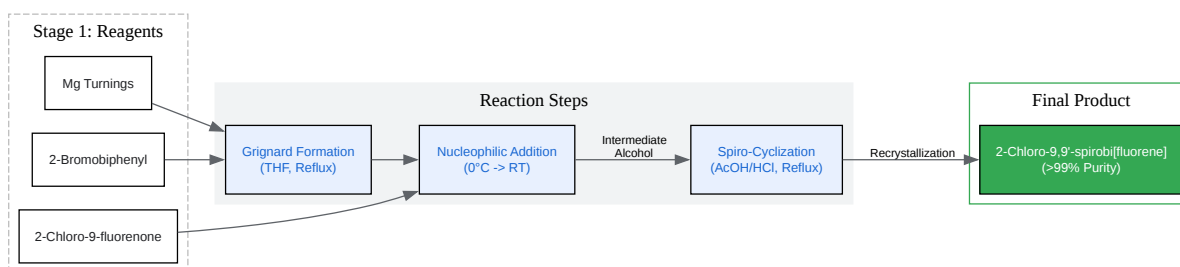 Stage 1: Reagents
Mg Turnings
2-Bromobiphenyl
2-Chloro-9-fluorenone
Reaction Steps
Grignard Formation
(THF, Reflux)
Nucleophilic Addition
(0°C -> RT)
Intermediate
Alcohol
Spiro-Cyclization
(AcOH/HCl, Reflux)
Recrystallization
Final Product
2-Chloro-9,9'-spirobi[fluorene]
(>99% Purity)